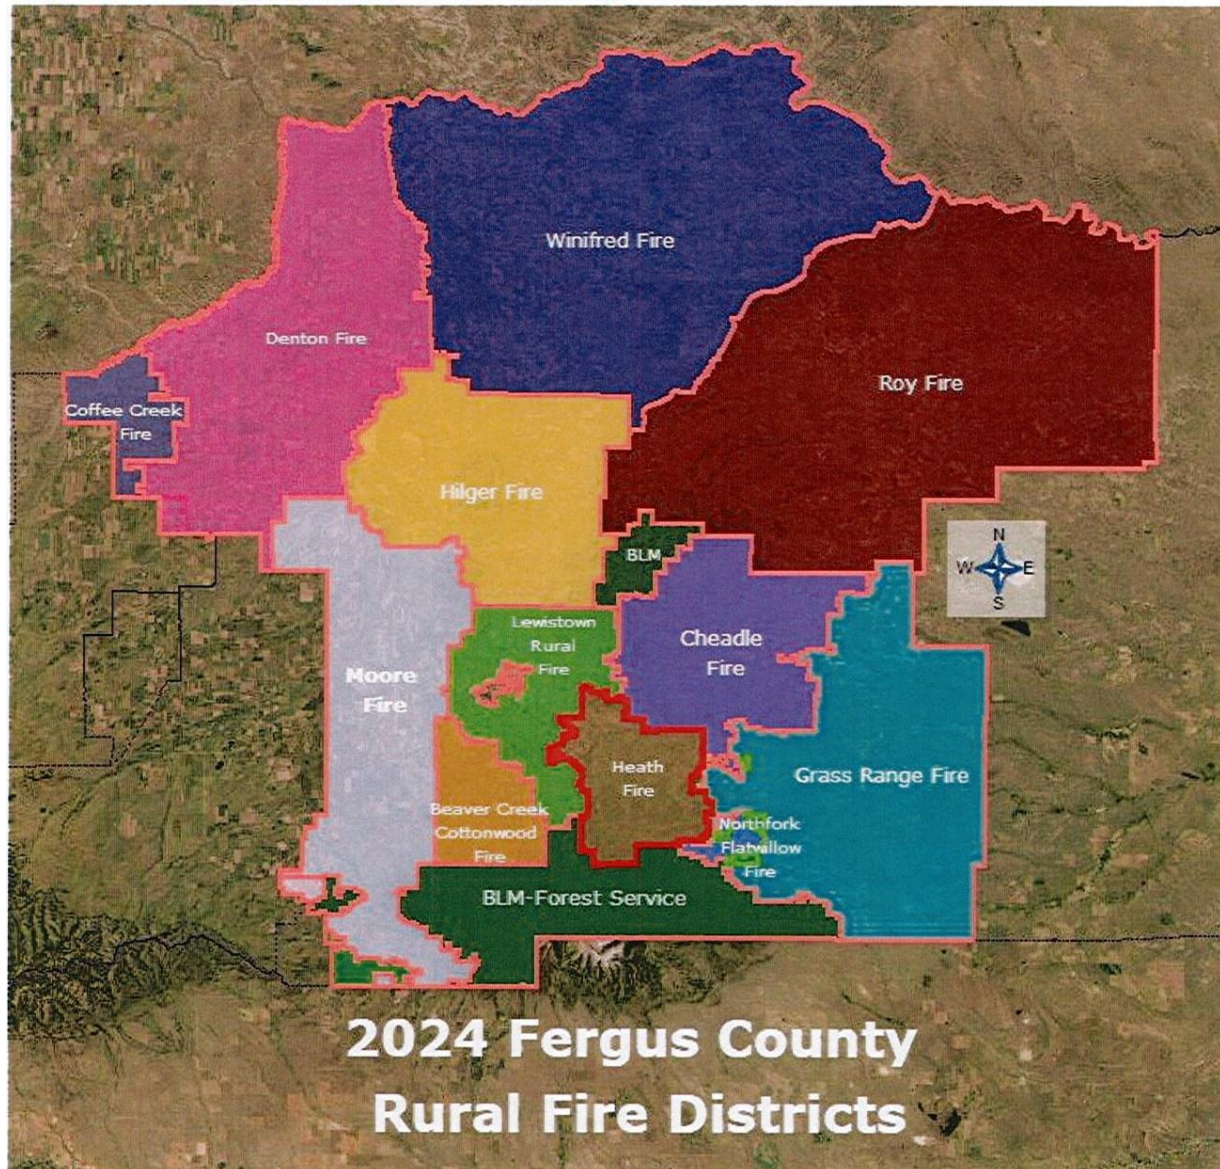 Winifred Fire
Denton Fire
Roy Fire
Coffee Creek
Fire
Hilger Fire
BLM
N
W E
S
Lewistown
Rural
Fire
Cheadle
Fire
Moore
Fire
Heath
Fire
Grass Range Fire
Beaver Creek
Cottonwood
Fire
Northfork
Flatwillow
Fire
BLM-Forest Service
2024 Fergus County
Rural Fire Districts